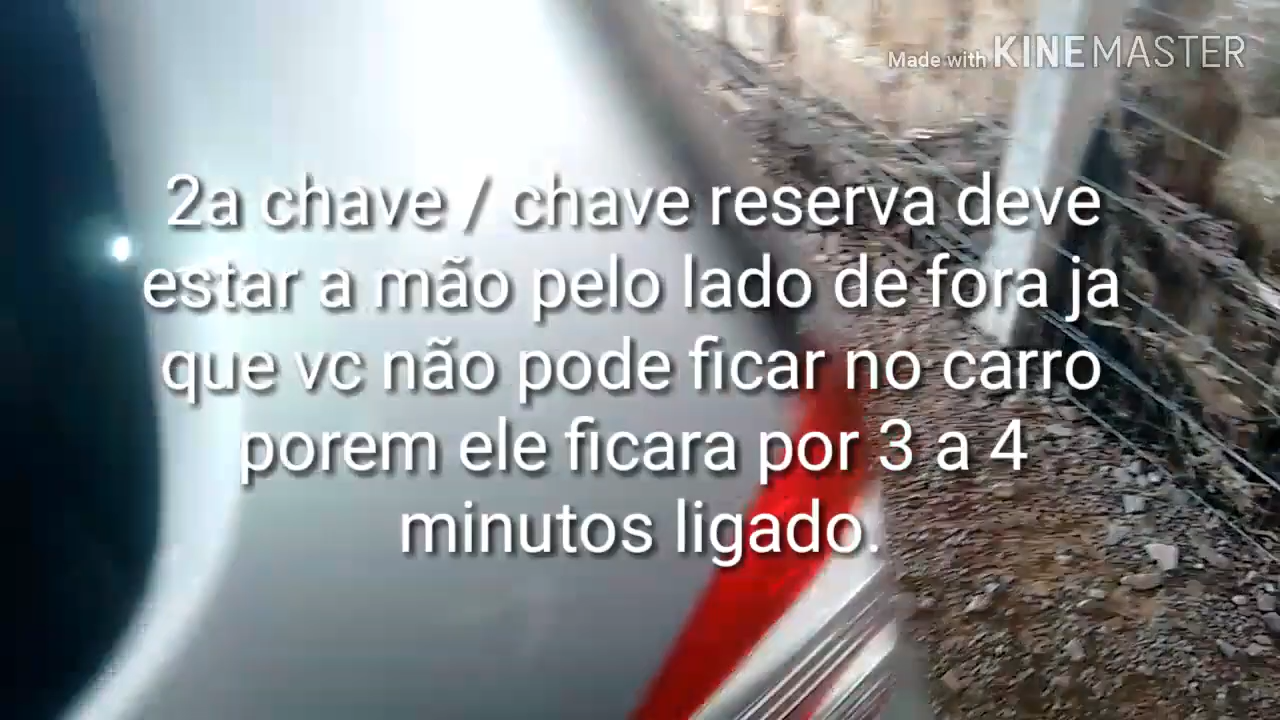 Made with KINEMASTER
2a chave / chave reserva deve
estar a mão pelo lado de fora ja
que vc não pode ficar no carro
porem ele ficara por 3 a 4
minutos ligado.